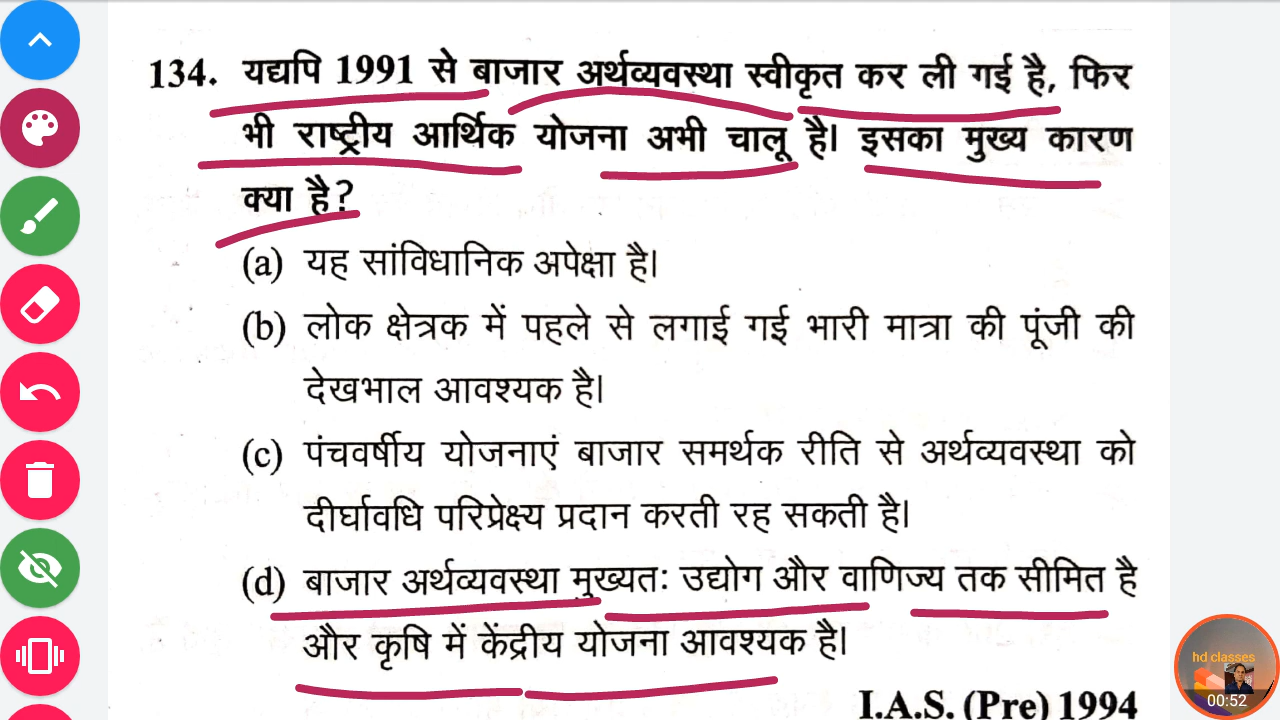 134. यद्यपि 1991 से बाजार अर्थव्यवस्था स्वीकृत कर ली गई है, फिर
भी राष्ट्रीय आर्थिक योजना अभी चालू है। इसका मुख्य कारण
क्या है?
(a) यह सांविधानिक अपेक्षा है।
(b) लोक क्षेत्रक में पहले से लगाई गई भारी मात्रा की पूंजी की
देखभाल आवश्यक है।
(c) पंचवर्षीय योजनाएं बाजार समर्थक रीति से अर्थव्यवस्था को
दीर्घावधि परिप्रेक्ष्य प्रदान करती रह सकती है।
(d) बाजार अर्थव्यवस्था मुख्यतः उद्योग और वाणिज्य तक सीमित है
और कृषि में केंद्रीय योजना आवश्यक है।
I.A.S. (Pre) 1994
hd classes
00:52